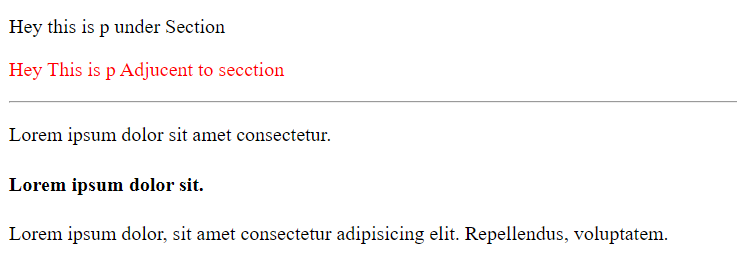 Hey this is p under Section
Hey This is p Adjucent to secction
Lorem ipsum dolor sit amet consectetur.
Lorem ipsum dolor sit.
Lorem ipsum dolor, sit amet consectetur adipisicing elit. Repellendus, voluptatem.